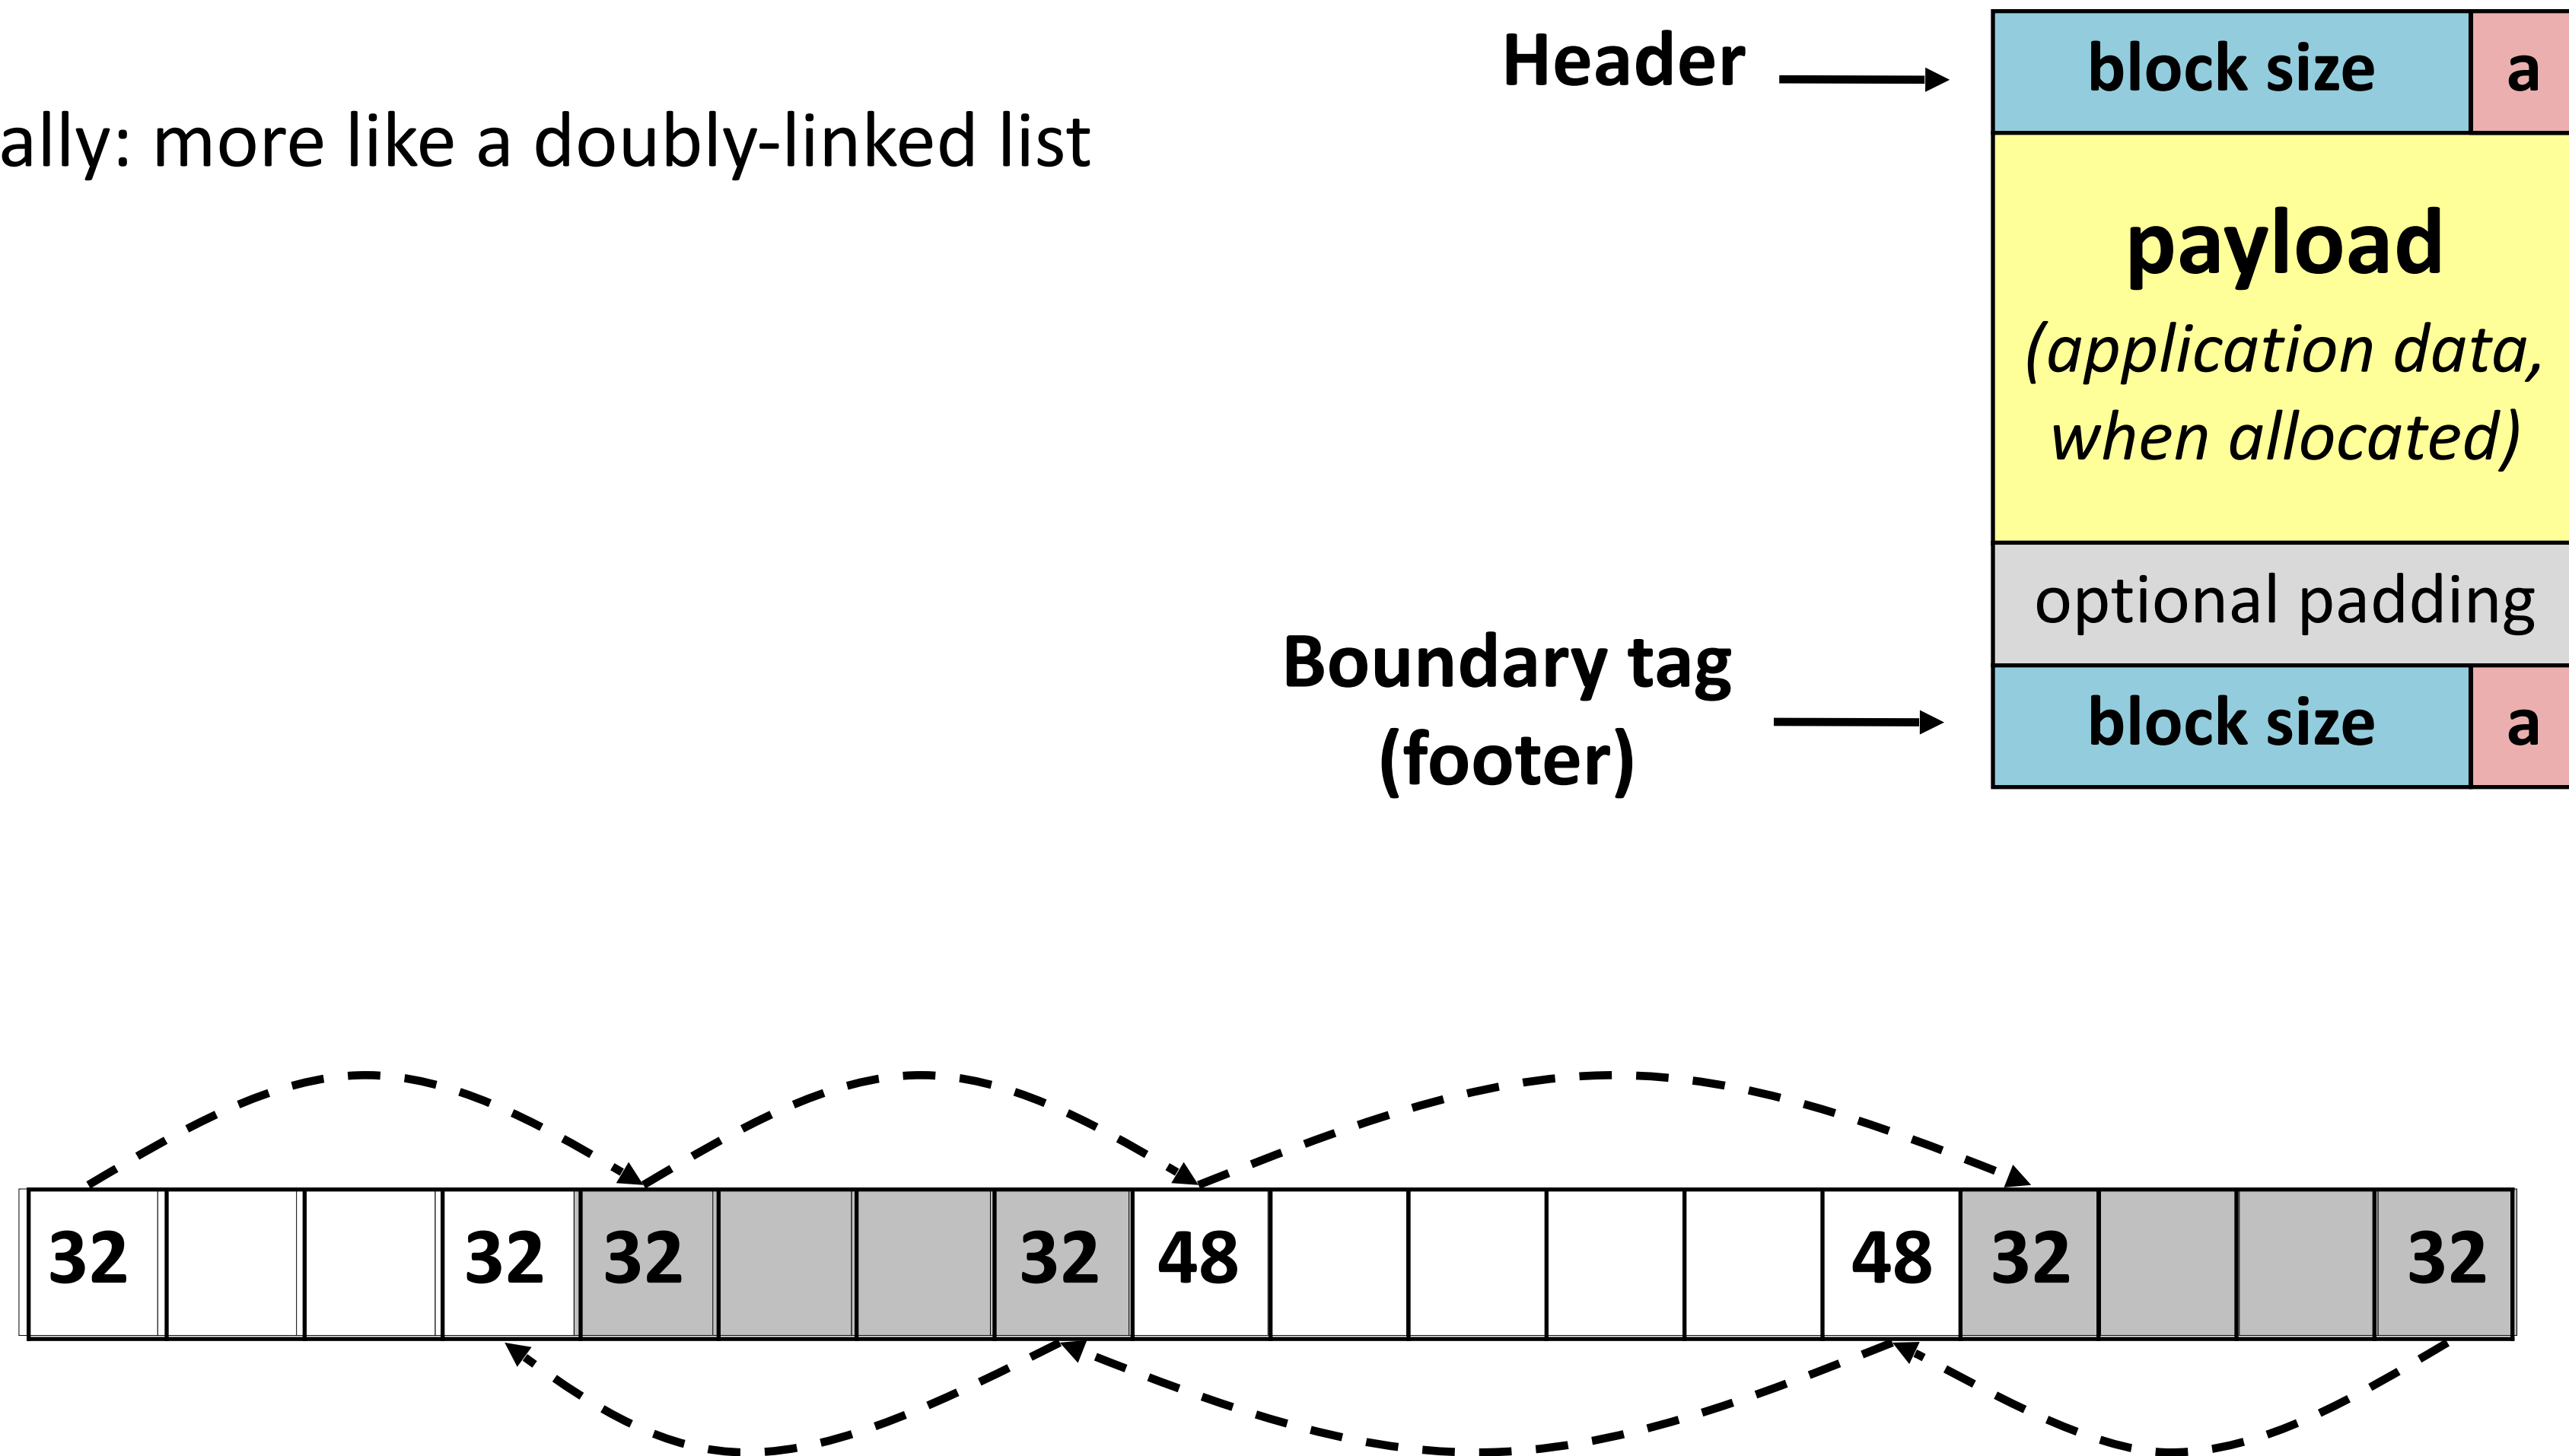 Header
block size a
ally: more like a doubly-linked list
payload
(application data,
when allocated)
optional padding
Boundary tag
(footer)
block size a
32 32 32 32 48 48 32 32